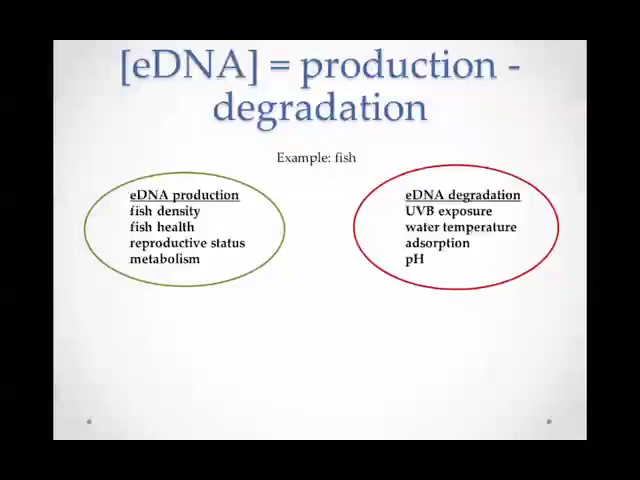 [eDNA] = production -
degradation
Example: fish
eDNA production
fish density
fish health
reproductive status
metabolism
eDNA degradation
UVB exposure
water temperature
adsorption
pH